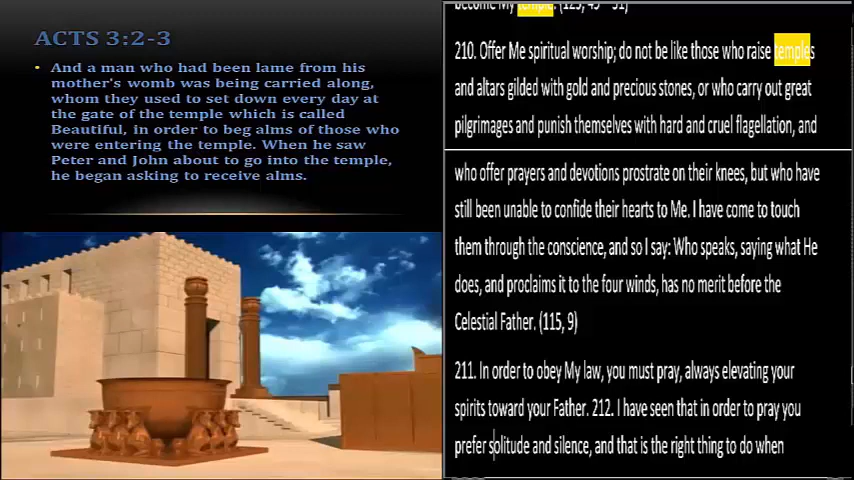 ACTS 3:2-3
• And a man who had been lame from his
mother's womb was being carried along,
whom they used to set down every day at
the gate of the temple which is called
Beautiful, in order to beg alms of those who
were entering the temple. When he saw
Peter and John about to go into the temple,
he began asking to receive alms.
become My temple. (123, 45 - 51)
210. Offer Me spiritual worship; do not be like those who raise temples
and altars gilded with gold and precious stones, or who carry out great
pilgrimages and punish themselves with hard and cruel flagellation, and
who offer prayers and devotions prostrate on their knees, but who have
still been unable to confide their hearts to Me. I have come to touch
them through the conscience, and so I say: Who speaks, saying what He
does, and proclaims it to the four winds, has no merit before the
Celestial Father. (115, 9)
211. In order to obey My law, you must pray, always elevating your
spirits toward your Father. 212. I have seen that in order to pray you
prefer solitude and silence, and that is the right thing to do when